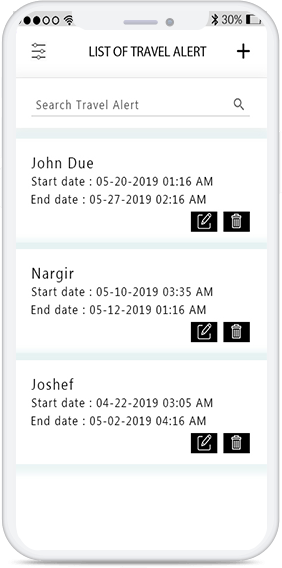 30%
LIST OF TRAVEL ALERT
Search Travel Alert
John Due
Start date : 05-20-2019 01:16 AM
End date : 05-27-2019 02:16 AM
Nargir
Start date : 05-10-2019 03:35 AM
End date : 05-12-2019 01:16 AM
Joshef
Start date : 04-22-2019 03:05 AM
End date : 05-02-2019 04:16 AM